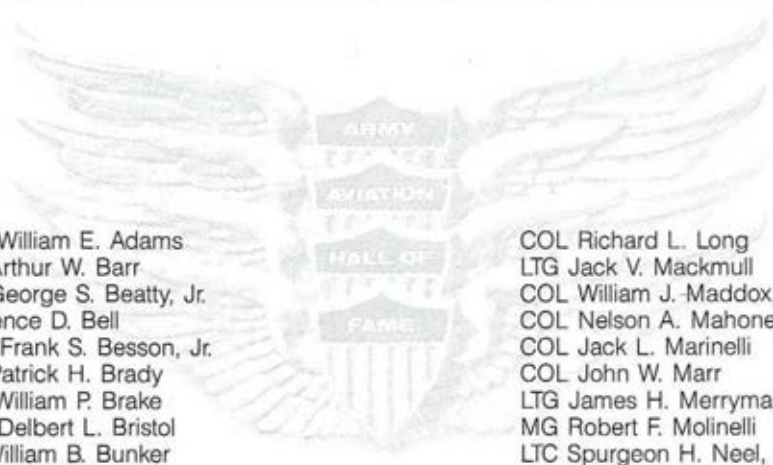 ARMY
AVIATION
HALL OF
FAME
William E. Adams
Arthur W. Barr
George S. Beatty, Jr.
ence D. Bell
Frank S. Besson, Jr.
Patrick H. Brady
William P. Brake
Delbert L. Bristol
William B. Bunker
COL Richard L. Long
LTG Jack V. Mackmull
COL William J. Maddox
COL Nelson A. Mahone
COL Jack L. Marinelli
COL John W. Marr
LTG James H. Merryma
MG Robert F. Molinelli
LTC Spurgeon H. Neel,